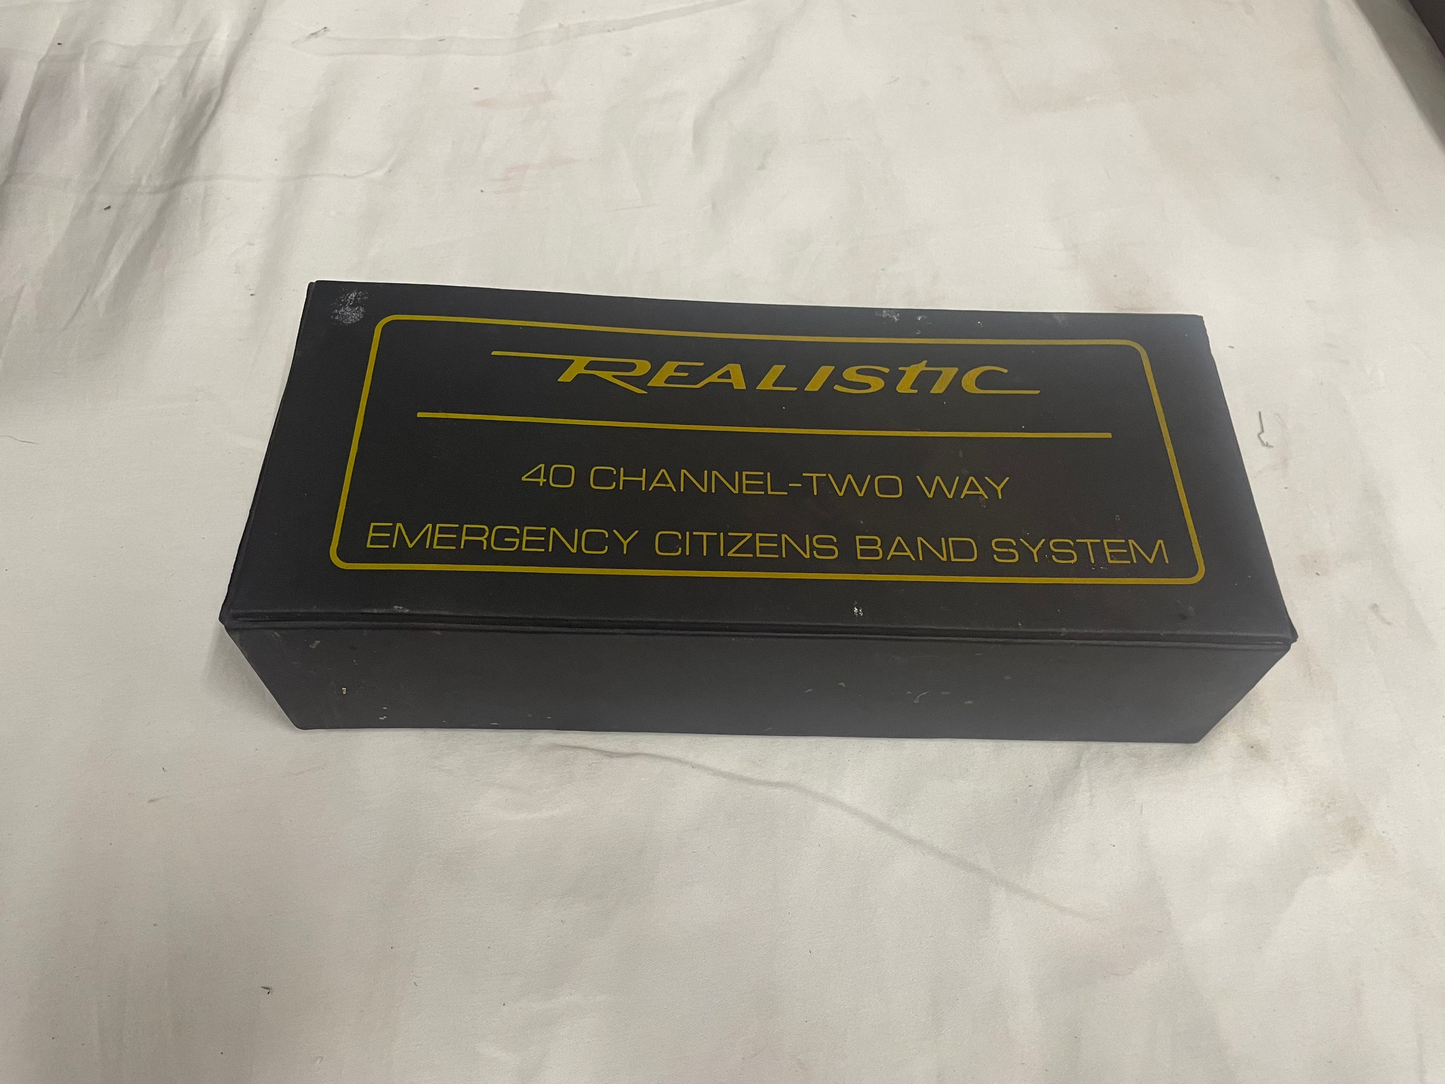 REALISTIC
40 CHANNEL-TWO WAY
EMERGENCY CITIZENS BAND SYSTEM